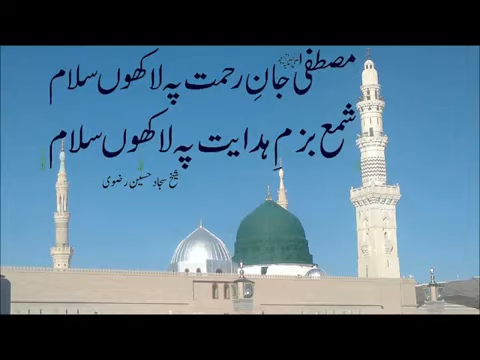 مصطفیٰ جانِ رحمت پہ لاکھوں سلام
شمع بزمِ ہدایت پہ لاکھوں سلام
شیخ سجاد حسین رضوی